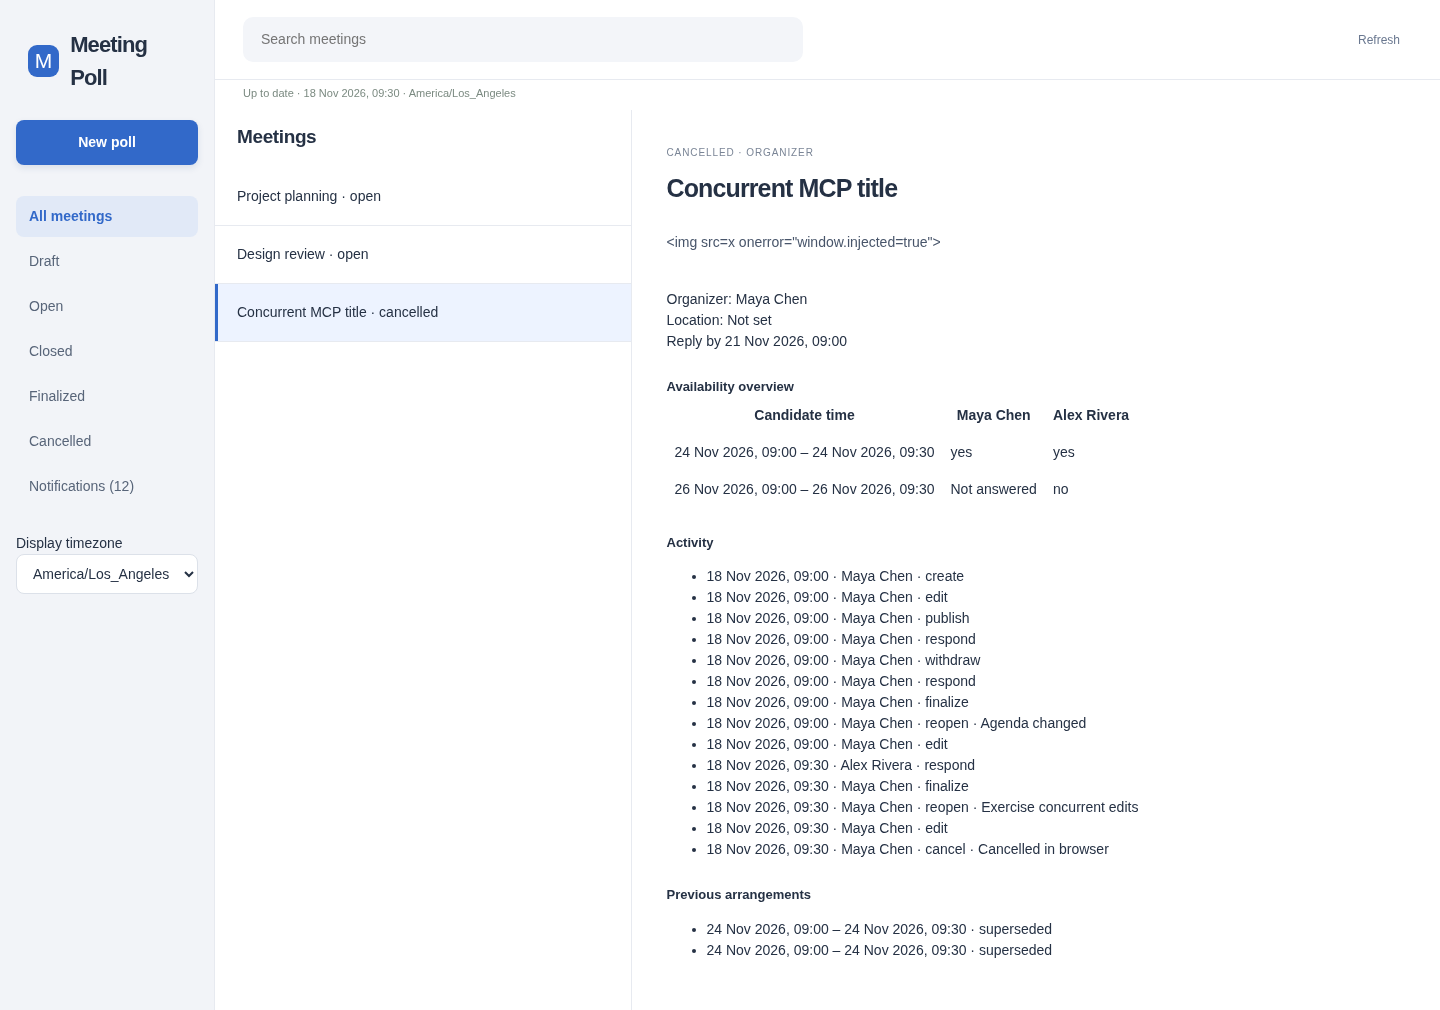 M
Meeting
Poll
New poll
All meetings
Draft
Open
Closed
Finalized
Cancelled
Notifications (12)
Display timezone
America/Los_Angeles
Search meetings
Refresh
Up to date · 18 Nov 2026, 09:30 · America/Los_Angeles
Meetings
Project planning · open
Design review · open
Concurrent MCP title · cancelled
CANCELLED · ORGANIZER
Concurrent MCP title
<img src=x onerror="window.injected=true">
Organizer: Maya Chen
Location: Not set
Reply by 21 Nov 2026, 09:00
Availability overview
Candidate time Maya Chen Alex Rivera
24 Nov 2026, 09:00 – 24 Nov 2026, 09:30 yes yes
26 Nov 2026, 09:00 – 26 Nov 2026, 09:30 Not answered no
Activity
• 18 Nov 2026, 09:00 · Maya Chen · create
• 18 Nov 2026, 09:00 · Maya Chen · edit
• 18 Nov 2026, 09:00 · Maya Chen · publish
• 18 Nov 2026, 09:00 · Maya Chen · respond
• 18 Nov 2026, 09:00 · Maya Chen · withdraw
• 18 Nov 2026, 09:00 · Maya Chen · respond
• 18 Nov 2026, 09:00 · Maya Chen · finalize
• 18 Nov 2026, 09:00 · Maya Chen · reopen · Agenda changed
• 18 Nov 2026, 09:00 · Maya Chen · edit
• 18 Nov 2026, 09:30 · Alex Rivera · respond
• 18 Nov 2026, 09:30 · Maya Chen · finalize
• 18 Nov 2026, 09:30 · Maya Chen · reopen · Exercise concurrent edits
• 18 Nov 2026, 09:30 · Maya Chen · edit
• 18 Nov 2026, 09:30 · Maya Chen · cancel · Cancelled in browser
Previous arrangements
• 24 Nov 2026, 09:00 – 24 Nov 2026, 09:30 · superseded
• 24 Nov 2026, 09:00 – 24 Nov 2026, 09:30 · superseded